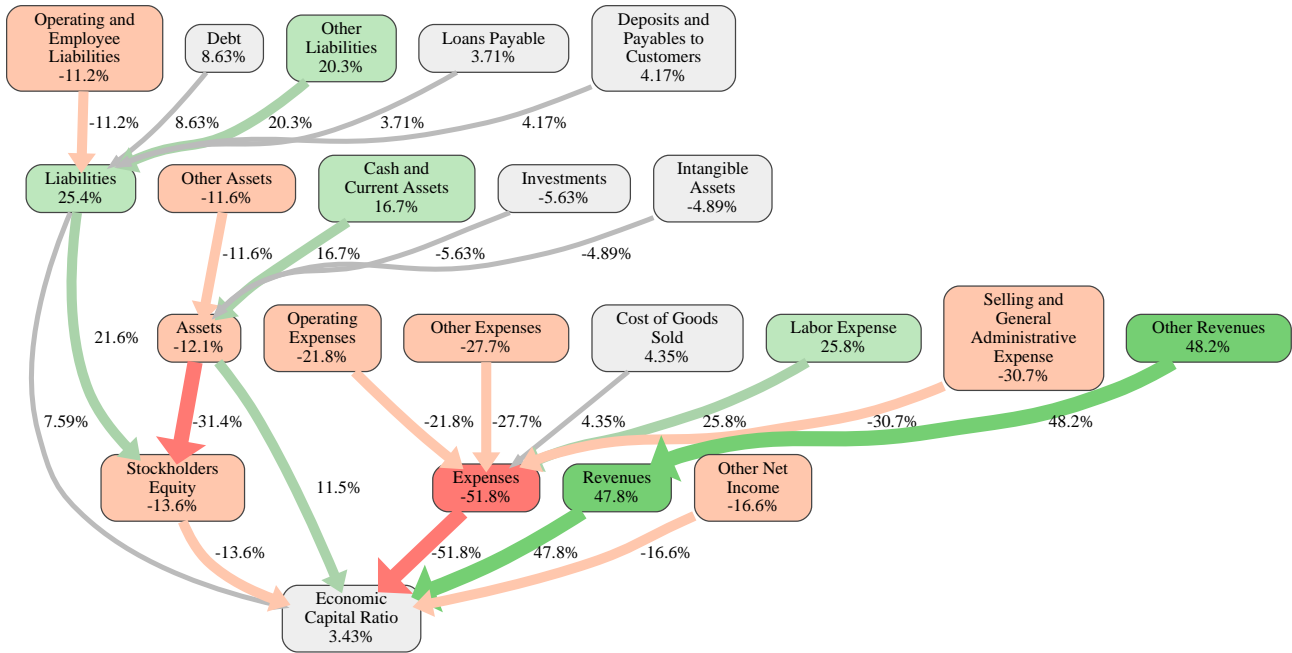 Operating and
Employee
Liabilities
-11.2%
Debt
8.63%
Other
Liabilities
20.3%
Loans Payable
3.71%
Deposits and
Payables to
Customers
4.17%
-11.2%
8.63%
20.3%
3.71%
4.17%
Liabilities
25.4%
Other Assets
-11.6%
Cash and
Current Assets
16.7%
Investments
-5.63%
Intangible
Assets
-4.89%
-11.6%
16.7%
-5.63%
-4.89%
Assets
-12.1%
Operating
Expenses
-21.8%
Other Expenses
-27.7%
Cost of Goods
Sold
4.35%
Labor Expense
25.8%
Selling and
General
Administrative
Expense
-30.7%
Other Revenues
48.2%
21.6%
7.59%
-31.4%
-21.8%
-27.7%
4.35%
25.8%
-30.7%
48.2%
Stockholders
Equity
-13.6%
11.5%
Expenses
-51.8%
Revenues
47.8%
Other Net
Income
-16.6%
-13.6%
-51.8%
47.8%
-16.6%
Economic
Capital Ratio
3.43%